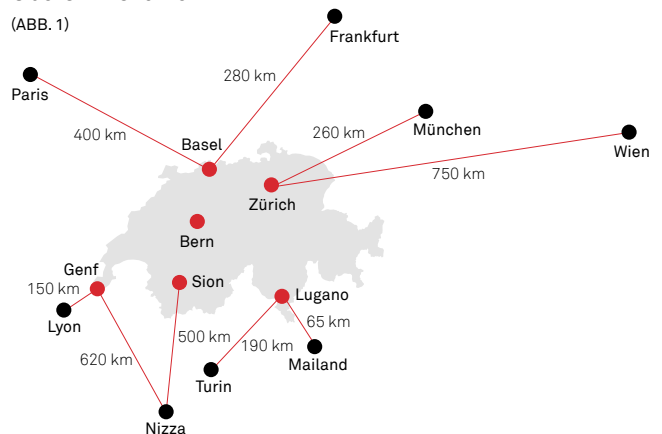 (ABB. 1)
Frankfurt
280 km
Paris
400 km
Basel
260 km
München
Wien
750 km
Zürich
Bern
Genf
Sion
Lugano
150 km
Lyon
65 km
500 km
190 km
Mailand
620 km
Turin
Nizza